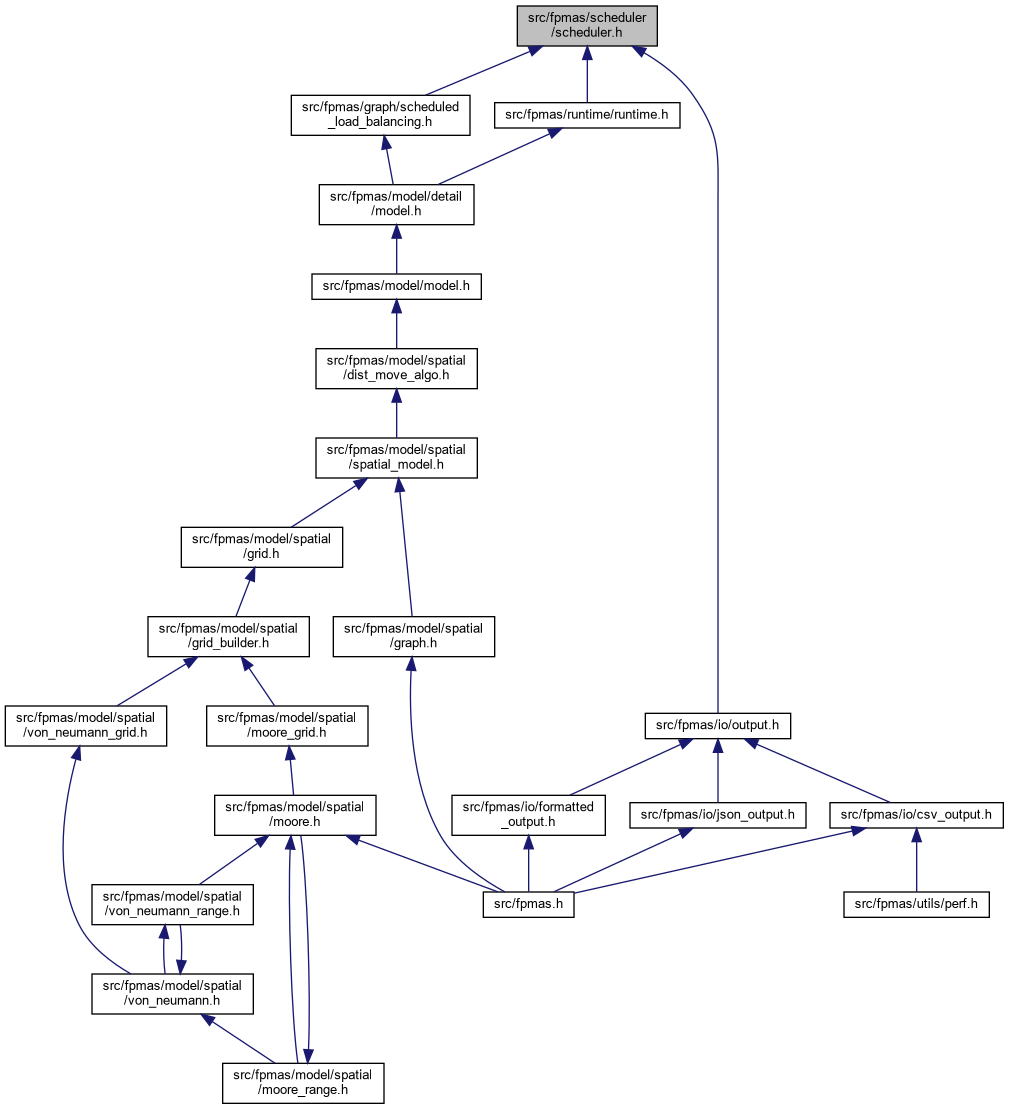 src/fpmas/scheduler
/scheduler.h
src/fpmas/graph/scheduled
_load_balancing.h
src/fpmas/runtime/runtime.h
src/fpmas/model/detail
/model.h
src/fpmas/model/model.h
src/fpmas/model/spatial
/dist_move_algo.h
src/fpmas/model/spatial
/spatial_model.h
src/fpmas/model/spatial
/grid.h
src/fpmas/model/spatial
/grid_builder.h
src/fpmas/model/spatial
/graph.h
src/fpmas/model/spatial
/von_neumann_grid.h
src/fpmas/model/spatial
/moore_grid.h
src/fpmas/io/output.h
src/fpmas/model/spatial
/moore.h
src/fpmas/io/formatted
_output.h
src/fpmas/io/json_output.h
src/fpmas/io/csv_output.h
src/fpmas/model/spatial
/von_neumann_range.h
src/fpmas.h
src/fpmas/utils/perf.h
src/fpmas/model/spatial
/von_neumann.h
src/fpmas/model/spatial
/moore_range.h